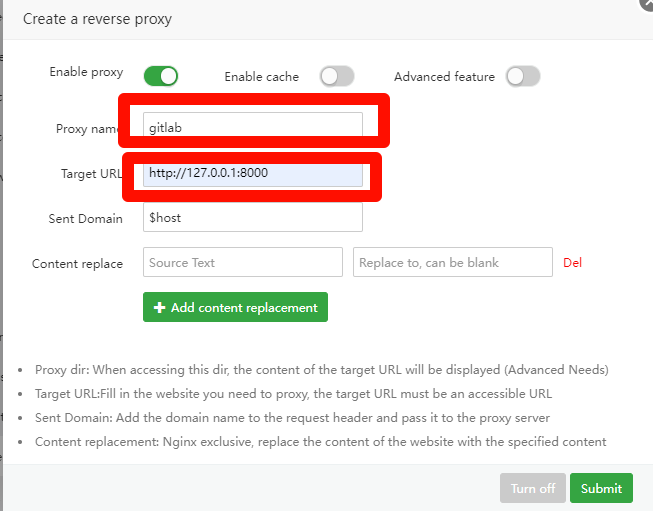 Create a reverse proxy
Enable proxy Enable cache Advanced feature
Proxy name gitlab
Target URL http://127.0.0.1:8000
Sent Domain $host
Content replace Source Text Replace to, can be blank Del
+ Add content replacement
• Proxy dir: When accessing this dir, the content of the target URL will be displayed (Advanced Needs)
• Target URL:Fill in the website you need to proxy, the target URL must be an accessible URL
• Sent Domain: Add the domain name to the request header and pass it to the proxy server
• Content replacement: Nginx exclusive, replace the content of the website with the specified content
Turn off Submit